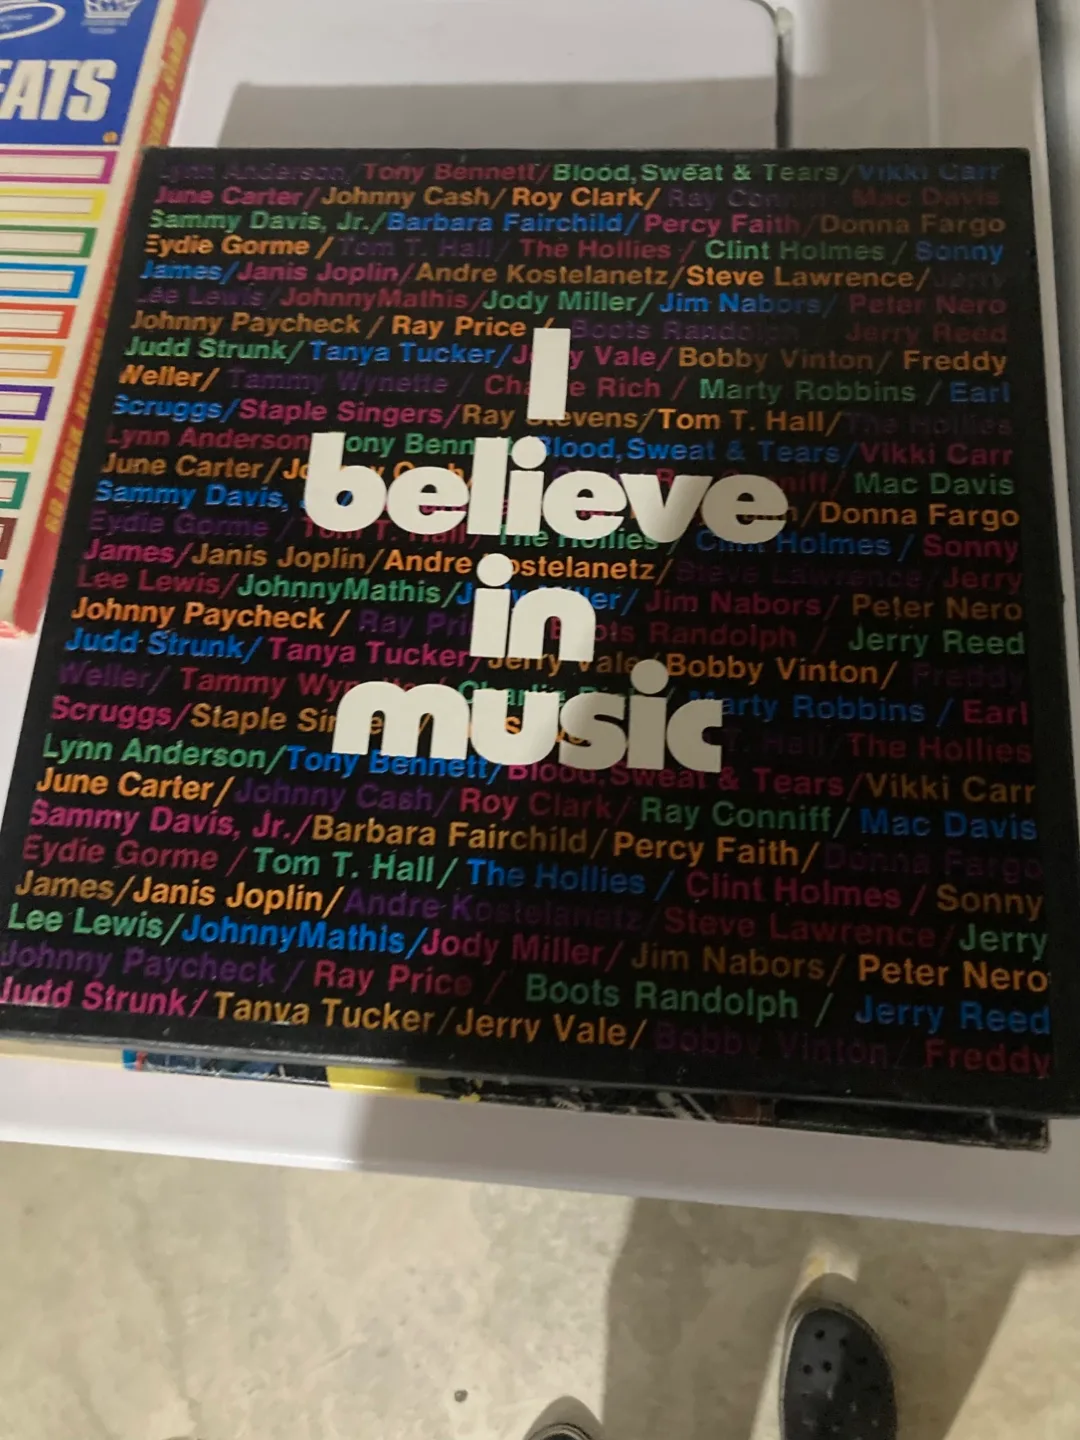 EATS
Lynn Anderson/Tony Bennett/Blood,Sweat & Tears/Vikki Carr
June Carter/Johnny Cash/Roy Clark/Ray Conniff/Mac Davis
Sammy Davis, Jr./Barbara Fairchild/Percy Faith/Donna Fargo
Eydie Gorme / Tom T. Hall / The Hollies / Clint Holmes / Sonny
James/Janis Joplin/Andre Kostelanetz/Steve Lawrence/Jerry
Lee Lewis/JohnnyMathis/Jody Miller/Jim Nabors/Peter Nero
Johnny Paycheck / Ray Price / Boots Randolph Jerry Reed
Judd Strunk/Tanya Tucker/Jerry Vale/Bobby Vinton/Freddy
Weller/Tammy Wynette / Charlie Rich / Marty Robbins / Earl
Scruggs/Staple Singers/Ray Stevens/Tom T. Hall/The Hollies
Lynn Anderson Tony Bennett Blood,Sweat & Tears/Vikki Carr
June Carter/Johnny Cash Conniff/Mac Davis
Sammy Davis, /Donna Fargo
Eydie Gorme / Tom T. Hall/ The Hollies / Clint Holmes / Sonny
James/Janis Joplin/Andre Kostelanetz/Steve Lawrence/Jerry
Lee Lewis/JohnnyMathis/Jody Miller/Jim Nabors/Peter Nero
Johnny Paycheck / Ray Price Boots Randolph / Jerry Reed
Judd Strunk/Tanya Tucker/Jerry Vale/Bobby Vinton/Freddy
Weller/Tammy Wynette/Charlie Rich/Marty Robbins / Earl
Scruggs/Staple Singers/ T. Hall/The Hollies
Lynn Anderson/Tony Bennett/Blood,Sweat & Tears/Vikki Carr
June Carter/Johnny Cash/Roy Clark/Ray Conniff/Mac Davis
Sammy Davis, Jr./Barbara Fairchild/Percy Faith/Donna Fargo
Eydie Gorme / Tom T. Hall / The Hollies / Clint Holmes / Sonny
James/Janis Joplin/Andre Kostelanetz/Steve Lawrence/Jerry
Lee Lewis/JohnnyMathis/Jody Miller/Jim Nabors/Peter Nero
Johnny Paycheck / Ray Price / Boots Randolph / Jerry Reed
Judd Strunk/Tanya Tucker/Jerry Vale/Bobby Vinton/Freddy
I
believe
in
music